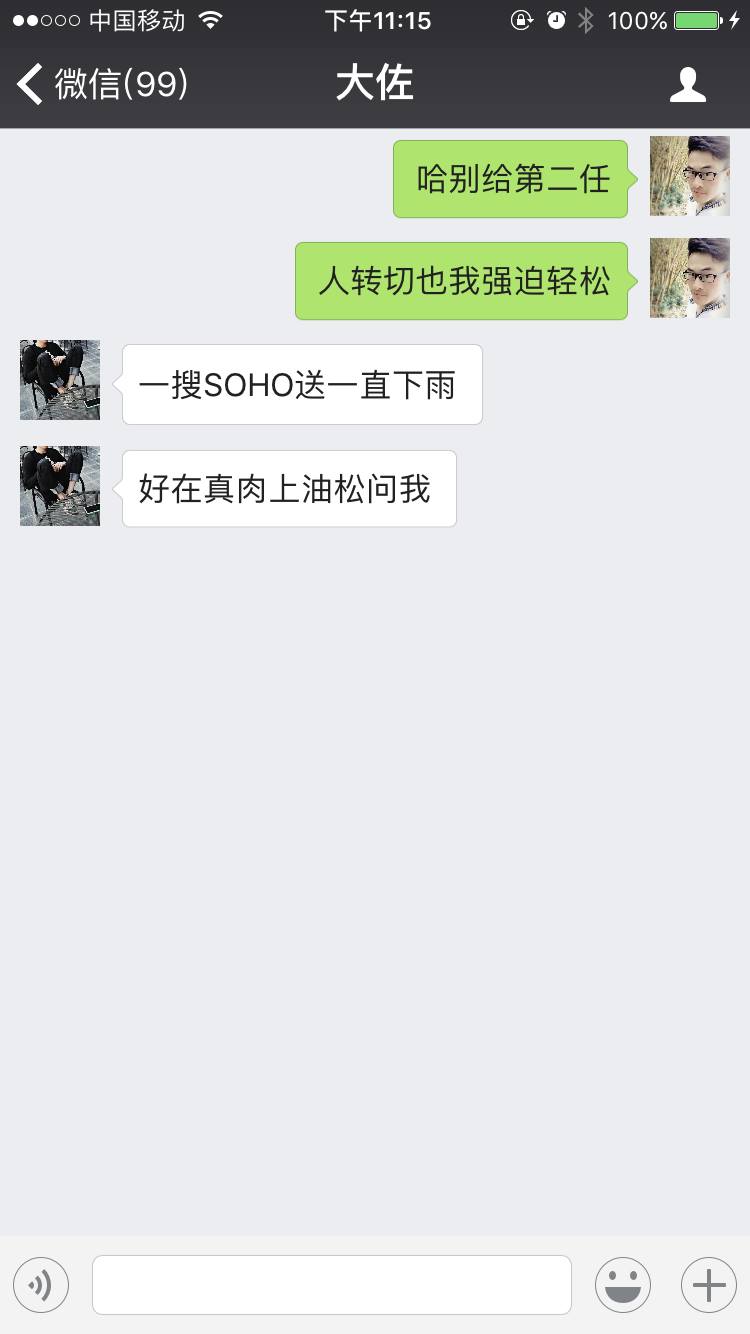 中国移动 下午11:15 100%
微信(99) 大佐
哈别给第二任
人转切也我强迫轻松
一搜SOHO送一直下雨
好在真肉上油松问我